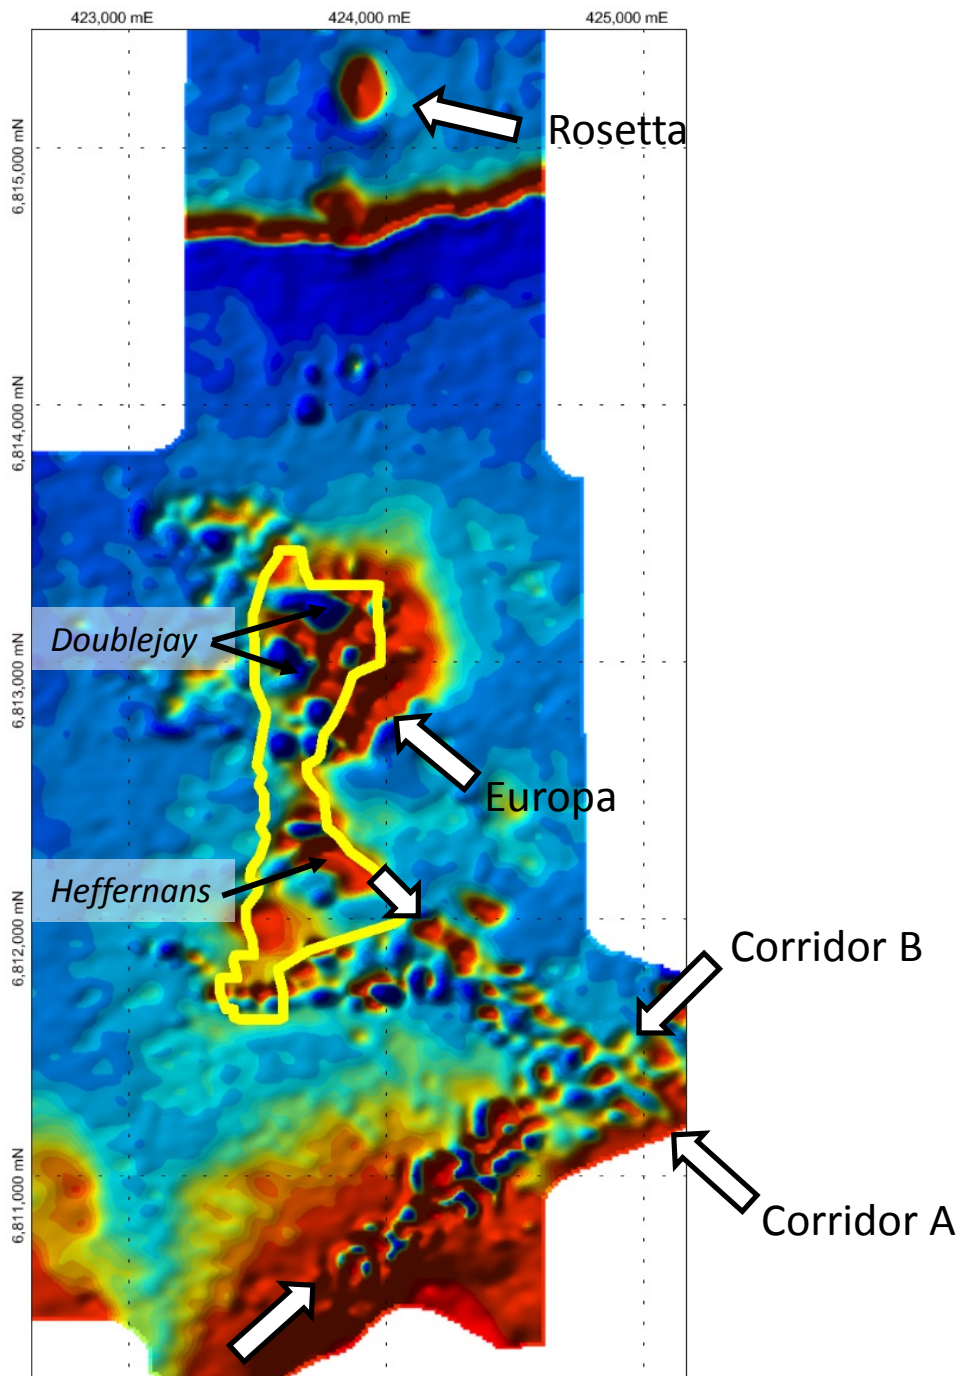 423,000 mE
424,000 mE
425,000 mE
6,815,000 mN
6,814,000 mN
6,813,000 mN
6,812,000 mN
6,811,000 mN
Rosetta
Doublejay
Europa
Heffernans
Corridor B
Corridor A